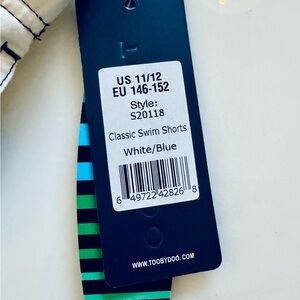 US 11/12
EU 146-152
Style:
S20118
Classic Swim Shorts
White/Blue
6 49722 42826 8
WWW.TOOBYDOO.COM